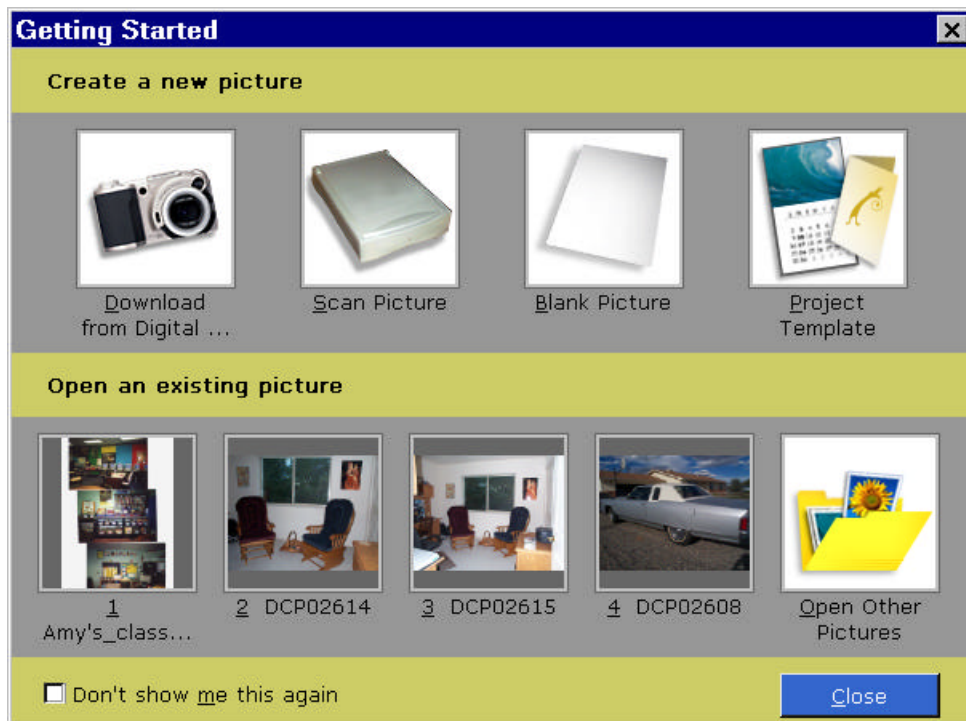 Getting Started
Create a new picture
Download
from Digital ...
Scan Picture
Blank Picture
Project
Template
Open an existing picture
1
Amy's_class...
2 DCP02614
3 DCP02615
4 DCP02608
Open Other
Pictures
Don't show me this again
Close